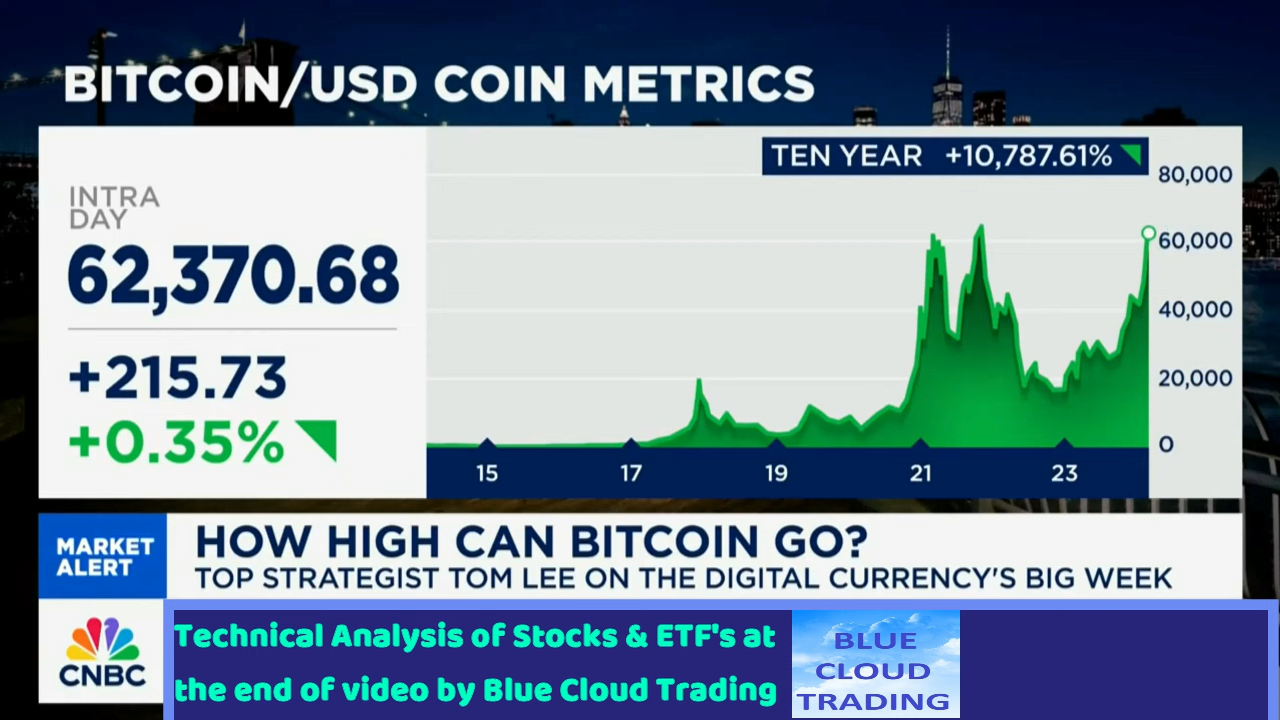 BITCOIN/USD COIN METRICS
TEN YEAR +10,787.61%
INTRA
DAY
62,370.68
+215.73
+0.35%
80,000
60,000
40,000
20,000
0
15 17 19 21 23
MARKET
ALERT
HOW HIGH CAN BITCOIN GO?
TOP STRATEGIST TOM LEE ON THE DIGITAL CURRENCY'S BIG WEEK
CNBC
Technical Analysis of Stocks & ETF's at
the end of video by Blue Cloud Trading
BLUE
CLOUD
TRADING